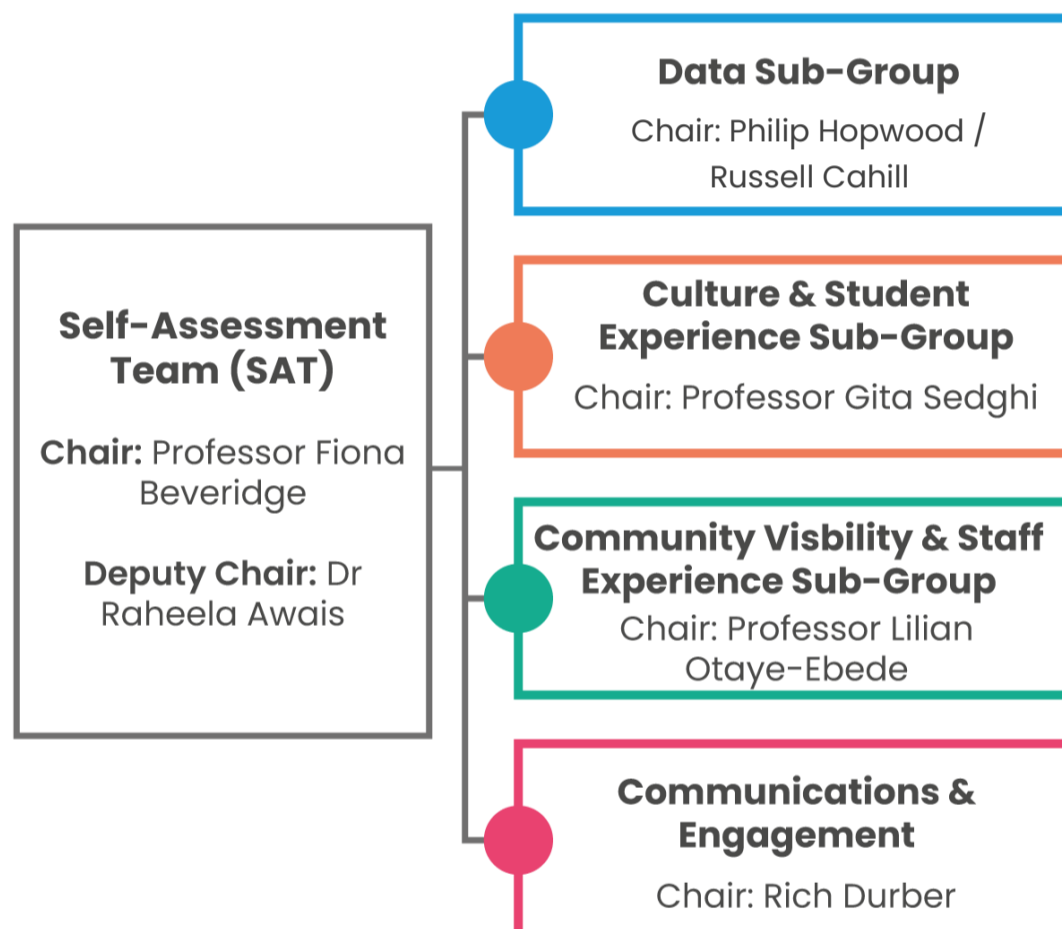 Self-Assessment
Team (SAT)
Chair: Professor Fiona
Beveridge
Deputy Chair: Dr
Raheela Awais
Data Sub-Group
Chair: Philip Hopwood /
Russell Cahill
Culture & Student
Experience Sub-Group
Chair: Professor Gita Sedghi
Community Visbility & Staff
Experience Sub-Group
Chair: Professor Lilian
Otaye-Ebede
Communications &
Engagement
Chair: Rich Durber